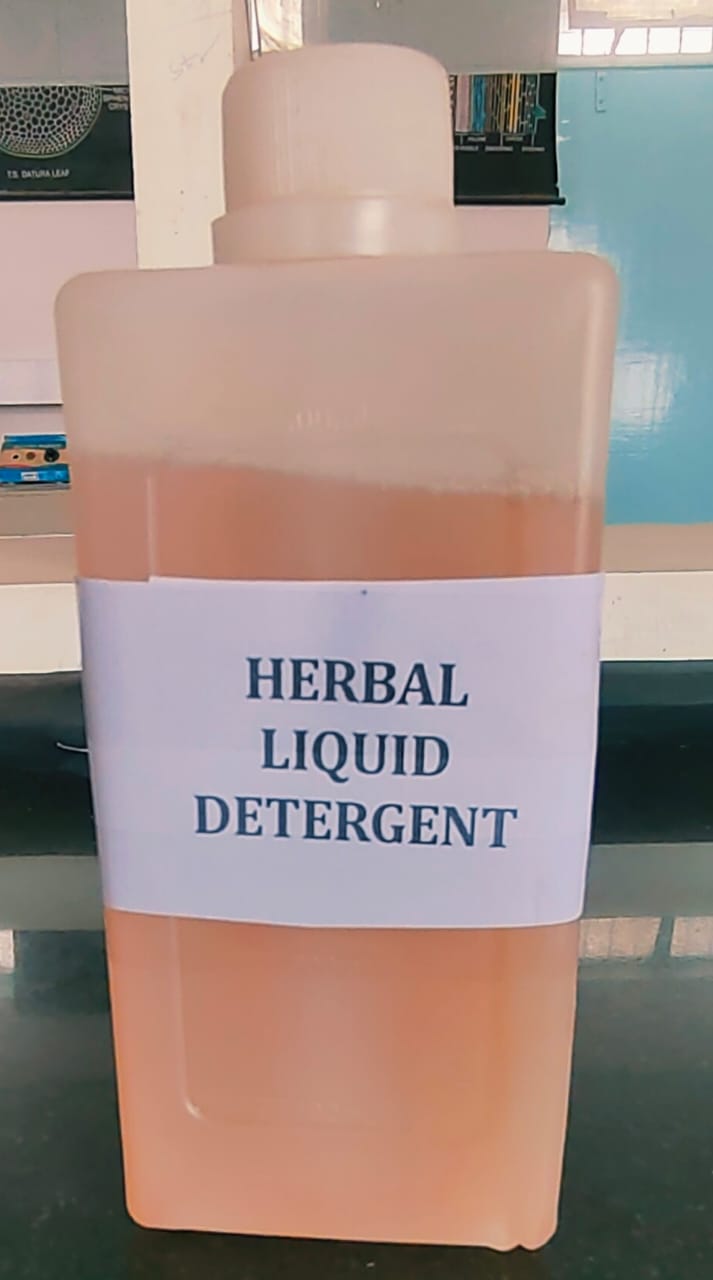 T.S. DATURA LEAF
HERBAL
LIQUID
DETERGENT